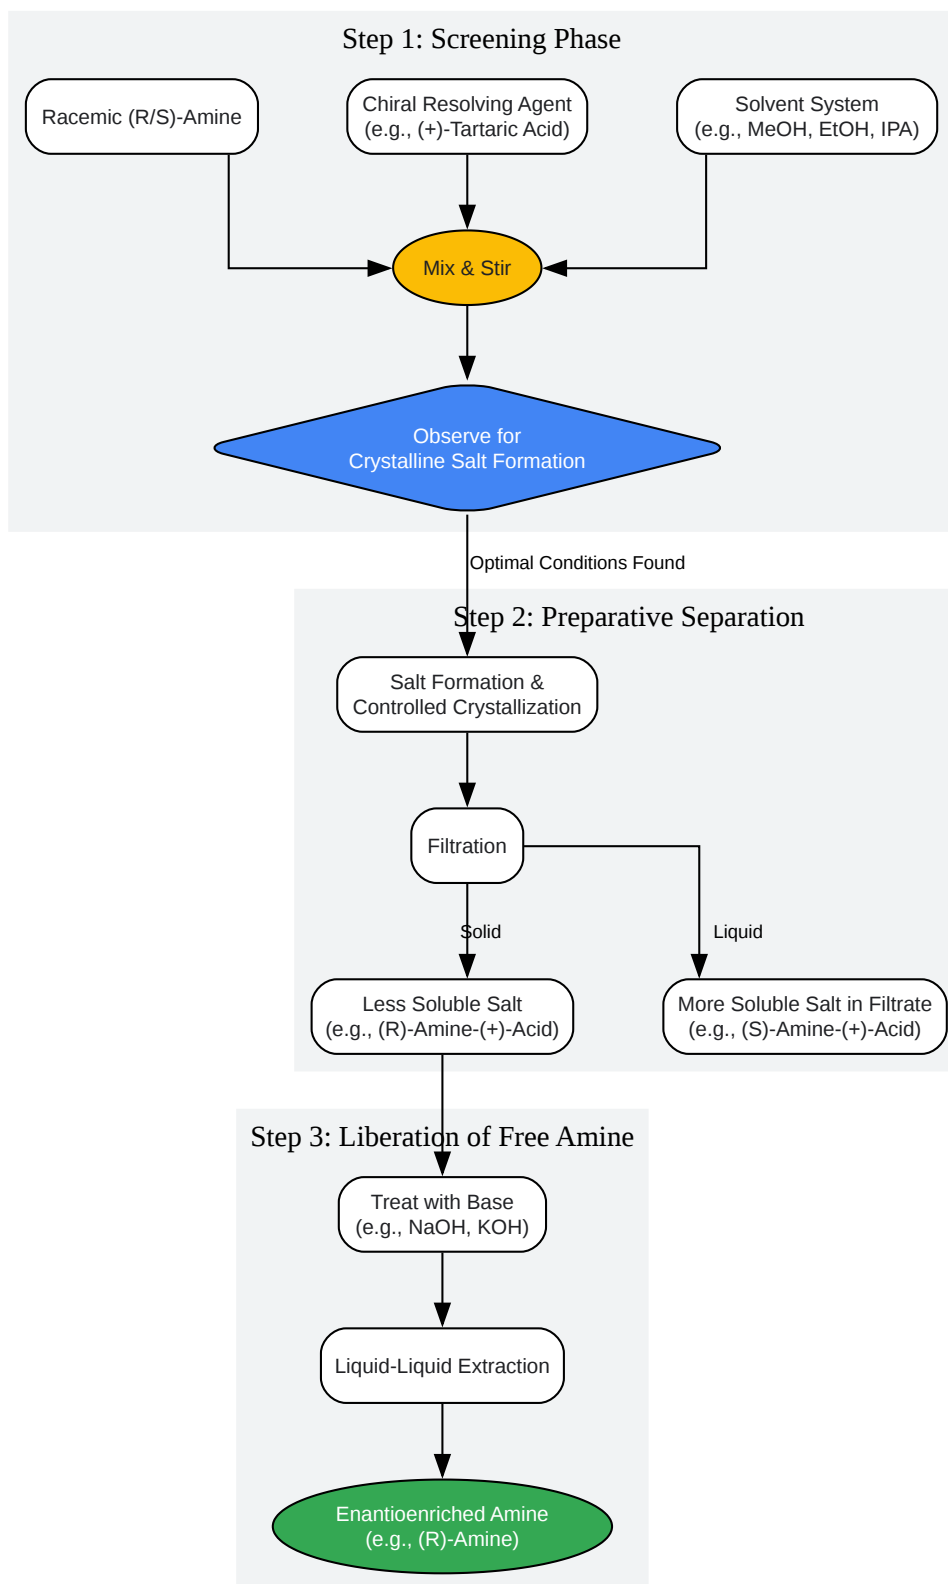 Step 1: Screening Phase
Racemic (R/S)-Amine
Chiral Resolving Agent
(e.g., (+)-Tartaric Acid)
Solvent System
(e.g., MeOH, EtOH, IPA)
Mix & Stir
Observe for
Crystalline Salt Formation
Optimal Conditions Found
Step 2: Preparative Separation
Salt Formation &
Controlled Crystallization
Filtration
Solid
Liquid
Less Soluble Salt
(e.g., (R)-Amine-(+)-Acid)
More Soluble Salt in Filtrate
(e.g., (S)-Amine-(+)-Acid)
Step 3: Liberation of Free Amine
Treat with Base
(e.g., NaOH, KOH)
Liquid-Liquid Extraction
Enantioenriched Amine
(e.g., (R)-Amine)